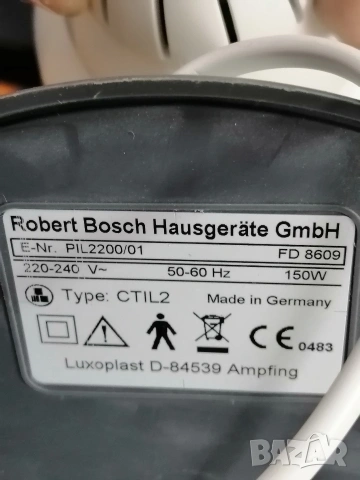 Robert Bosch Hausgeräte GmbH
E-Nr. PIL2200/01 FD 8609
220-240 V~ 50-60 Hz 150W
Type: CTIL2 Made in Germany
CE 0483
Luxoplast D-84539 Ampfing
BAZAR